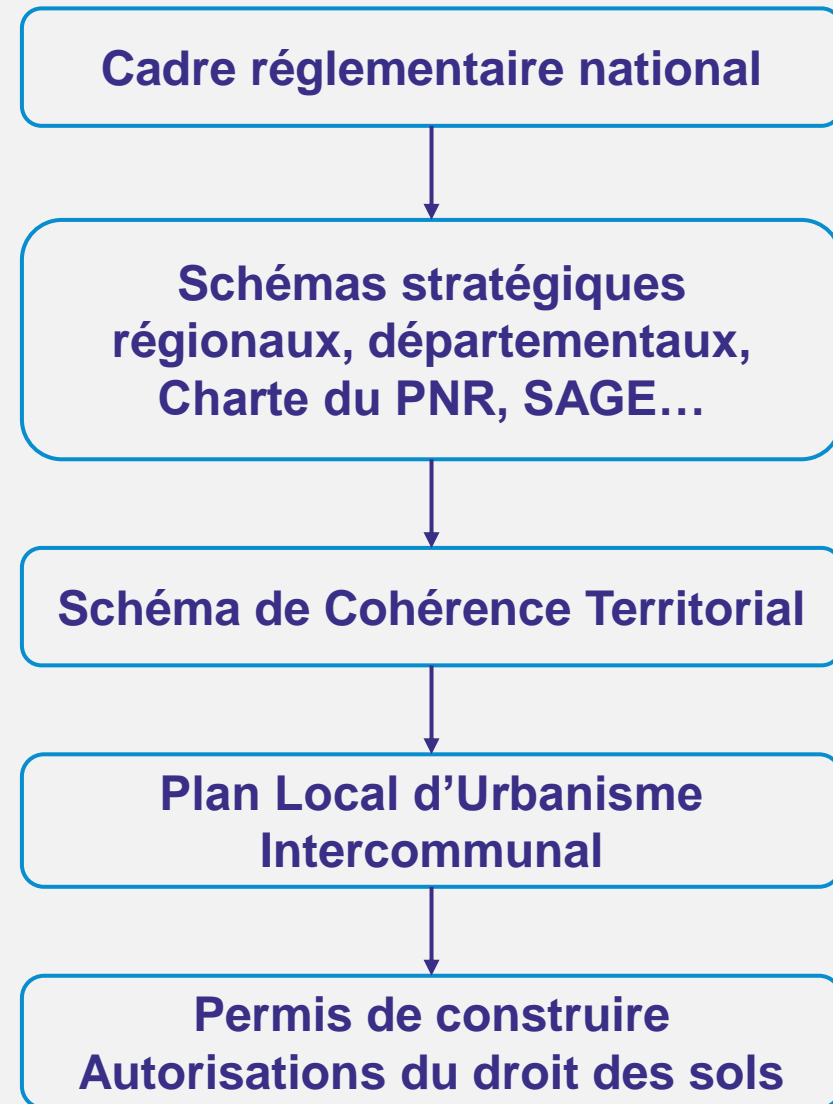 Cadre réglementaire national
Schémas stratégiques
régionaux, départementaux,
Charte du PNR, SAGE…
Schéma de Cohérence Territorial
Plan Local d’Urbanisme
Intercommunal
Permis de construire
Autorisations du droit des sols